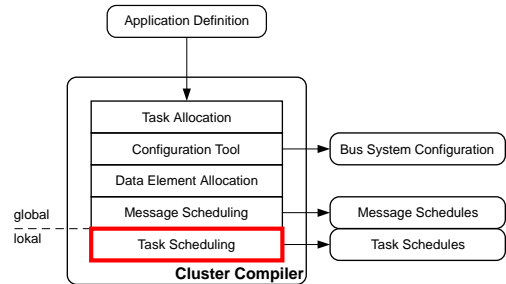 Application Definition
Task Allocation
Configuration Tool
Bus System Configuration
Data Element Allocation
global
Message Scheduling
Message Schedules
lokal
Task Scheduling
Task Schedules
Cluster Compiler